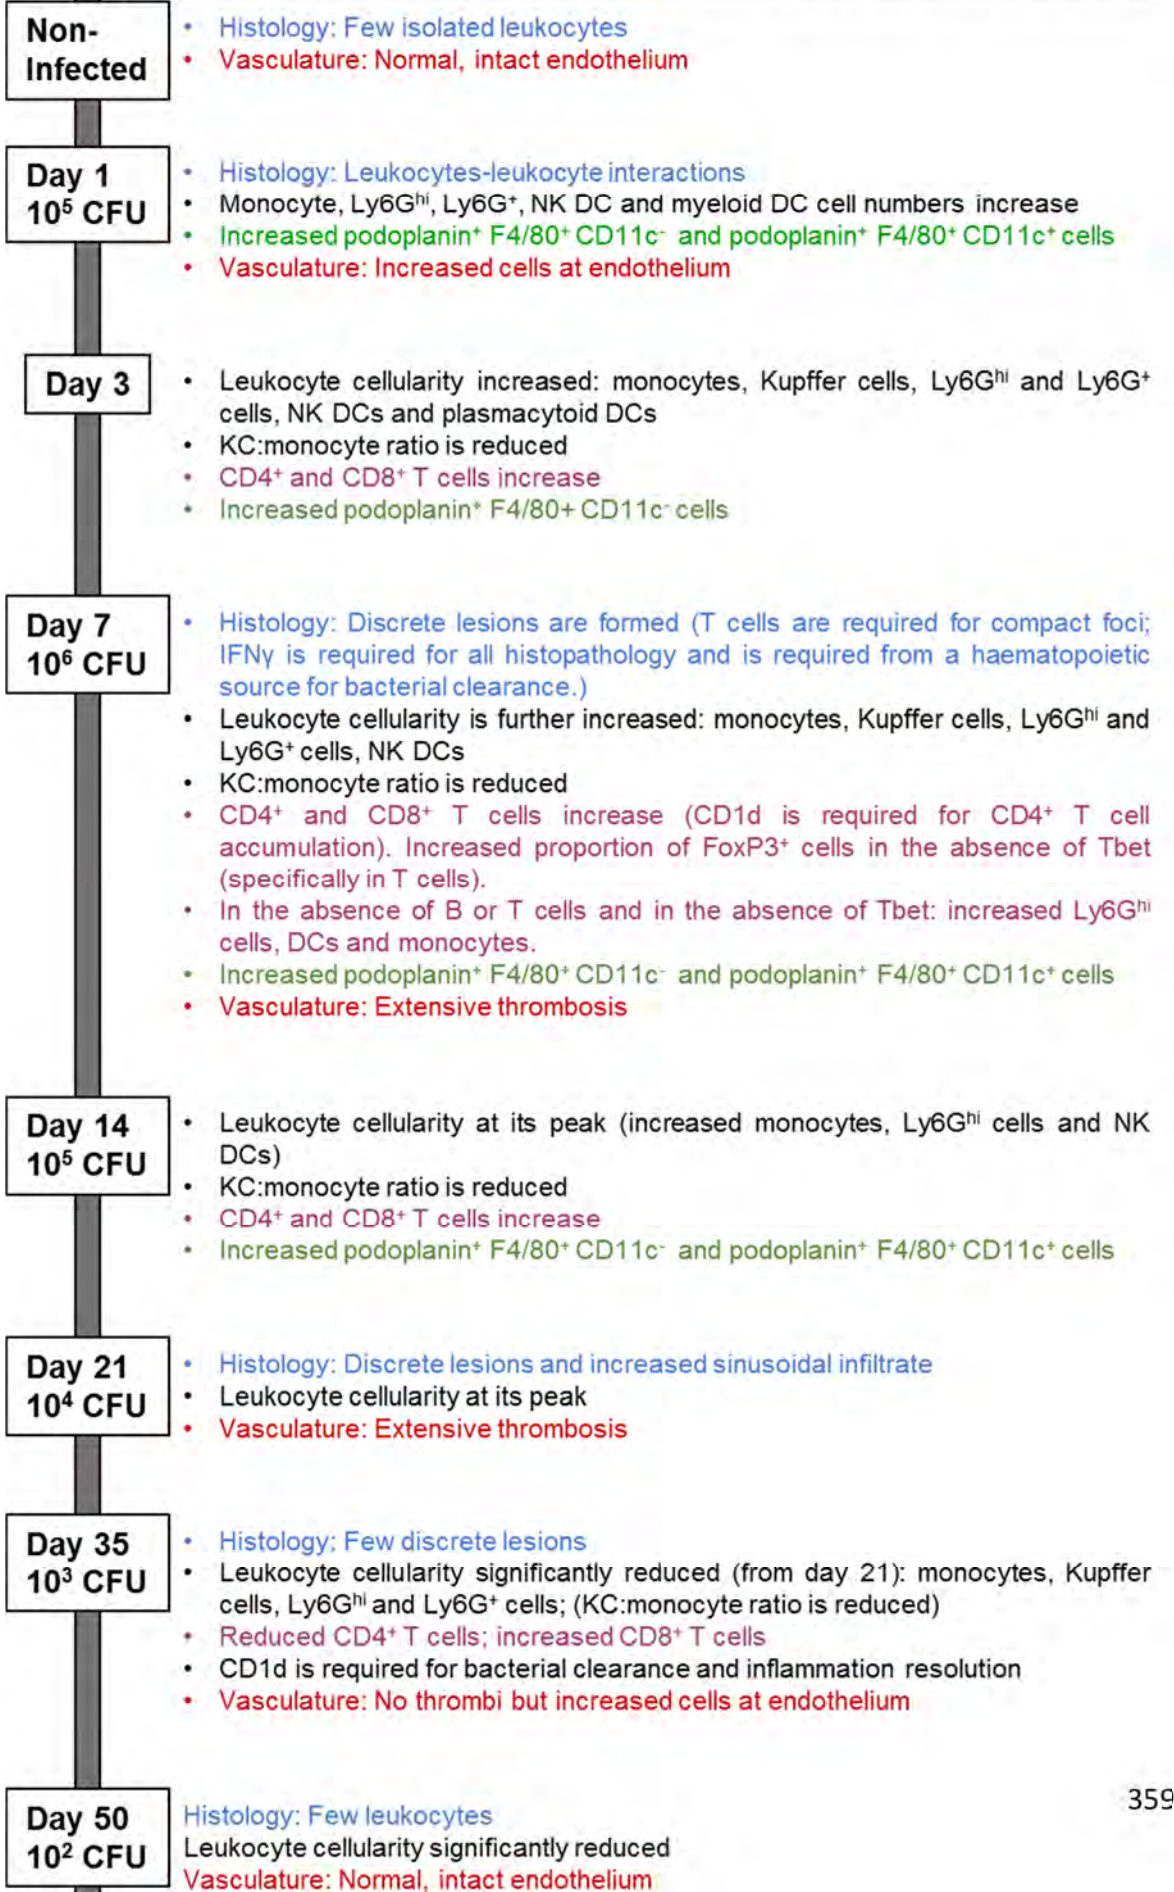 Non-
Infected
• Histology: Few isolated leukocytes
• Vasculature: Normal, intact endothelium
Day 1
10⁵ CFU
• Histology: Leukocytes-leukocyte interactions
• Monocyte, Ly6Gʰⁱ, Ly6G⁺, NK DC and myeloid DC cell numbers increase
• Increased podoplanin⁺ F4/80⁺ CD11c⁻ and podoplanin⁺ F4/80⁺ CD11c⁺ cells
• Vasculature: Increased cells at endothelium
Day 3
• Leukocyte cellularity increased: monocytes, Kupffer cells, Ly6Gʰⁱ and Ly6G⁺
cells, NK DCs and plasmacytoid DCs
• KC:monocyte ratio is reduced
• CD4⁺ and CD8⁺ T cells increase
• Increased podoplanin⁺ F4/80+ CD11c⁻ cells
Day 7
10⁶ CFU
• Histology: Discrete lesions are formed (T cells are required for compact foci;
IFNγ is required for all histopathology and is required from a haematopoietic
source for bacterial clearance.)
• Leukocyte cellularity is further increased: monocytes, Kupffer cells, Ly6Gʰⁱ and
Ly6G⁺ cells, NK DCs
• KC:monocyte ratio is reduced
• CD4⁺ and CD8⁺ T cells increase (CD1d is required for CD4⁺ T cell
accumulation). Increased proportion of FoxP3⁺ cells in the absence of Tbet
(specifically in T cells).
• In the absence of B or T cells and in the absence of Tbet: increased Ly6Gʰⁱ
cells, DCs and monocytes.
• Increased podoplanin⁺ F4/80⁺ CD11c⁻ and podoplanin⁺ F4/80⁺ CD11c⁺ cells
• Vasculature: Extensive thrombosis
Day 14
10⁵ CFU
• Leukocyte cellularity at its peak (increased monocytes, Ly6Gʰⁱ cells and NK
DCs)
• KC:monocyte ratio is reduced
• CD4⁺ and CD8⁺ T cells increase
• Increased podoplanin⁺ F4/80⁺ CD11c⁻ and podoplanin⁺ F4/80⁺ CD11c⁺ cells
Day 21
10⁴ CFU
• Histology: Discrete lesions and increased sinusoidal infiltrate
• Leukocyte cellularity at its peak
• Vasculature: Extensive thrombosis
Day 35
10³ CFU
• Histology: Few discrete lesions
• Leukocyte cellularity significantly reduced (from day 21): monocytes, Kupffer
cells, Ly6Gʰⁱ and Ly6G⁺ cells; (KC:monocyte ratio is reduced)
• Reduced CD4⁺ T cells; increased CD8⁺ T cells
• CD1d is required for bacterial clearance and inflammation resolution
• Vasculature: No thrombi but increased cells at endothelium
359
Day 50
10² CFU
Histology: Few leukocytes
Leukocyte cellularity significantly reduced
Vasculature: Normal, intact endothelium